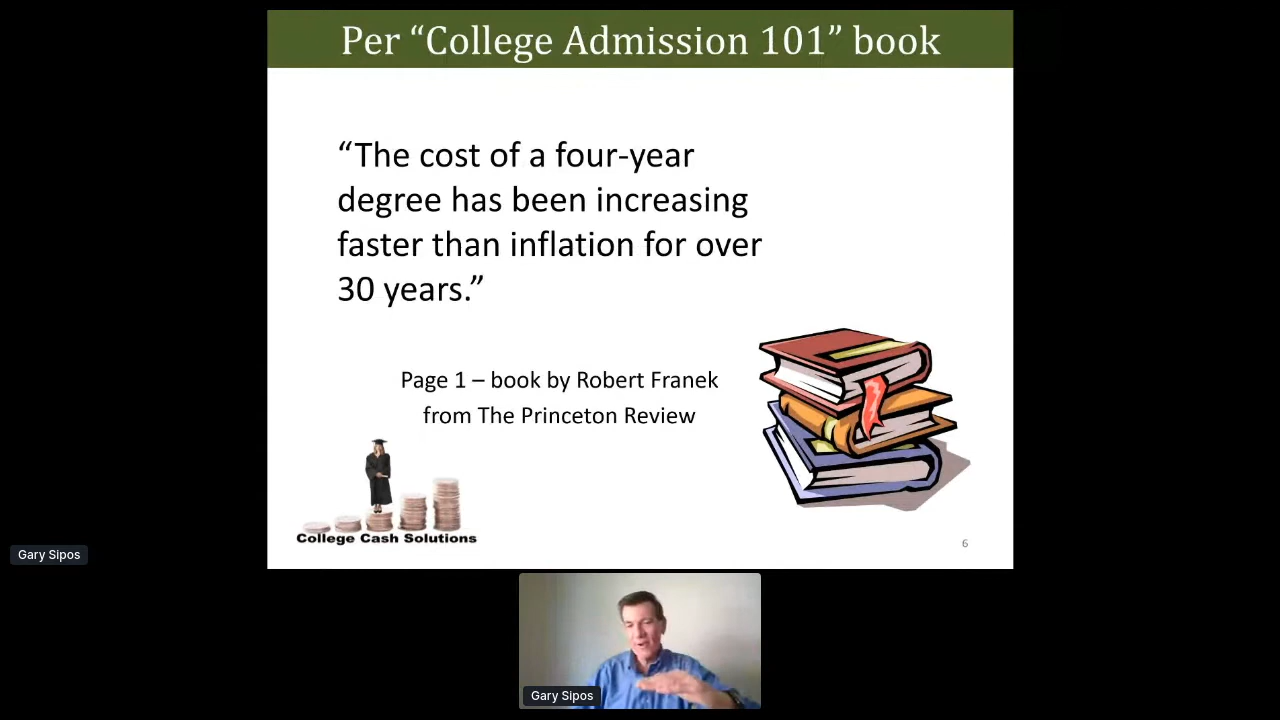 Per “College Admission 101” book
“The cost of a four-year
degree has been increasing
faster than inflation for over
30 years.”
Page 1 – book by Robert Franek
from The Princeton Review
College Cash Solutions
6
Gary Sipos
Gary Sipos